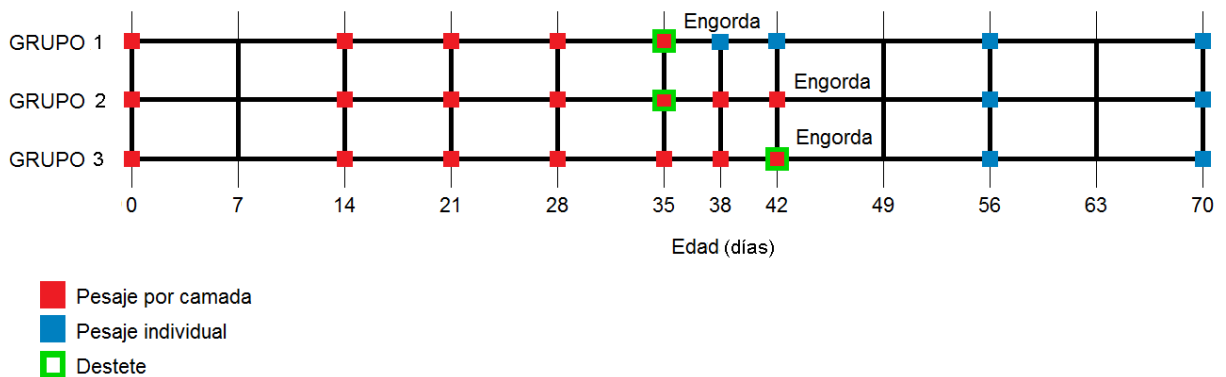 Engorda
GRUPO 1
Engorda
GRUPO 2
Engorda
GRUPO 3
0 7 14 21 28 35 38 42 49 56 63 70
Edad (días)
Pesaje por camada
Pesaje individual
Destete